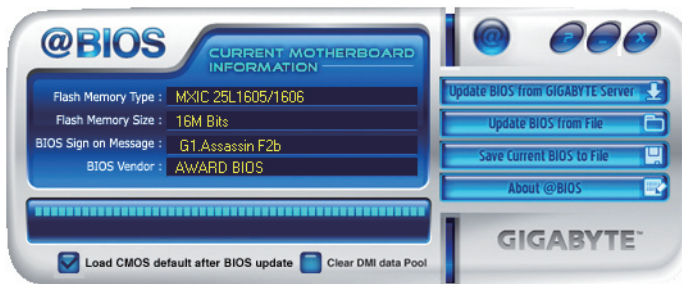 @BIOS
CURRENT MOTHERBOARD
INFORMATION
Flash Memory Type : MXIC 25L1605/1606
Flash Memory Size : 16M Bits
BIOS Sign on Message : G1.Assassin F2b
BIOS Vendor : AWARD BIOS
Load CMOS default after BIOS update
Clear DMI data Pool
@ ? - X
Update BIOS from GIGABYTE Server
Update BIOS from File
Save Current BIOS to File
About @BIOS
GIGABYTE™